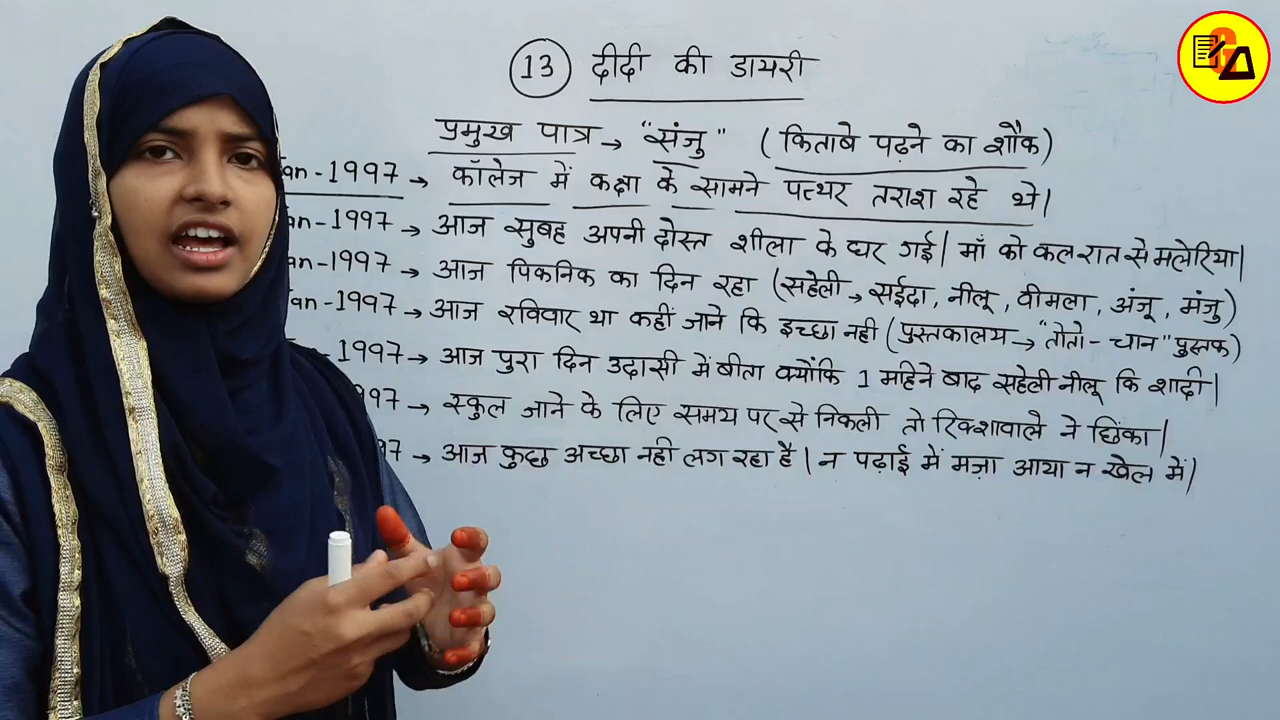 13 दीदी की डायरी
प्रमुख पात्र → "संजु" (किताबे पढ़ने का शौक)
Jan-1997 → कॉलेज में कक्षा के सामने पत्थर तराश रहे थे|
an-1997 → आज सुबह अपनी दोस्त शीला के घर गई| माँ को कल रात से मलेरिया|
an-1997 → आज पिकनिक का दिन रहा (सहेली → सईदा, नीलू, वीमला, अंजू, मंजु)
an-1997 → आज रविवार था कहीं जाने कि इच्छा नही (पुस्तकालय → "तोतो-चान" पुस्तक)
-1997 → आज पुरा दिन उदासी में बीता क्योंकि 1 महिने बाद सहेली नीलू कि शादी|
97 → स्कुल जाने के लिए समय पर से निकली तो रिक्शावाले ने छिंका|
97 → आज कुछ अच्छा नही लग रहा है| न पढ़ाई में मज़ा आया न खेल में|